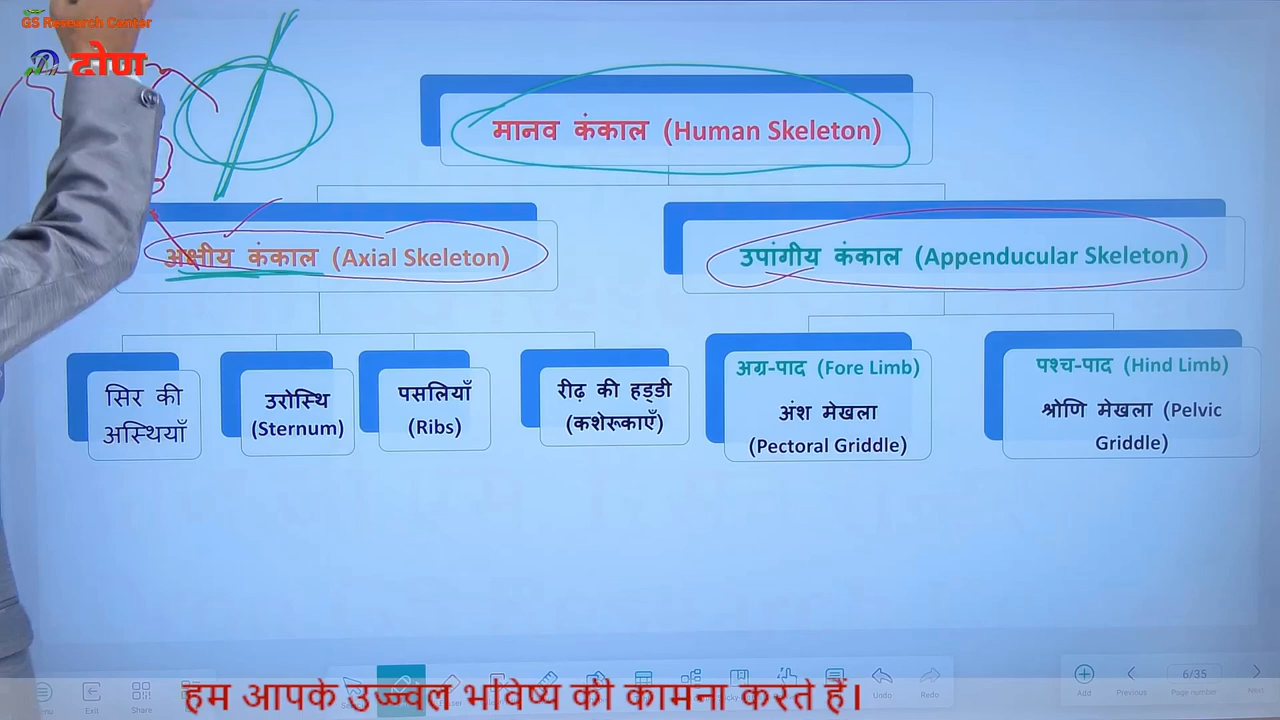 GS Research Center
द्रोण
मानव कंकाल (Human Skeleton)
अक्षीय कंकाल (Axial Skeleton)
उपांगीय कंकाल (Appenducular Skeleton)
सिर की
अस्थियाँ
उरोस्थि
(Sternum)
पसलियाँ
(Ribs)
रीढ़ की हड्डी
(कशेरूकाएँ)
अग्र-पाद (Fore Limb)
अंश मेखला
(Pectoral Griddle)
पश्च-पाद (Hind Limb)
श्रोणि मेखला (Pelvic
Griddle)
Exit
Share
Undo
Redo
Add
Previous
6/35
Page number
Next
हम आपके उज्ज्वल भविष्य की कामना करते हैं।